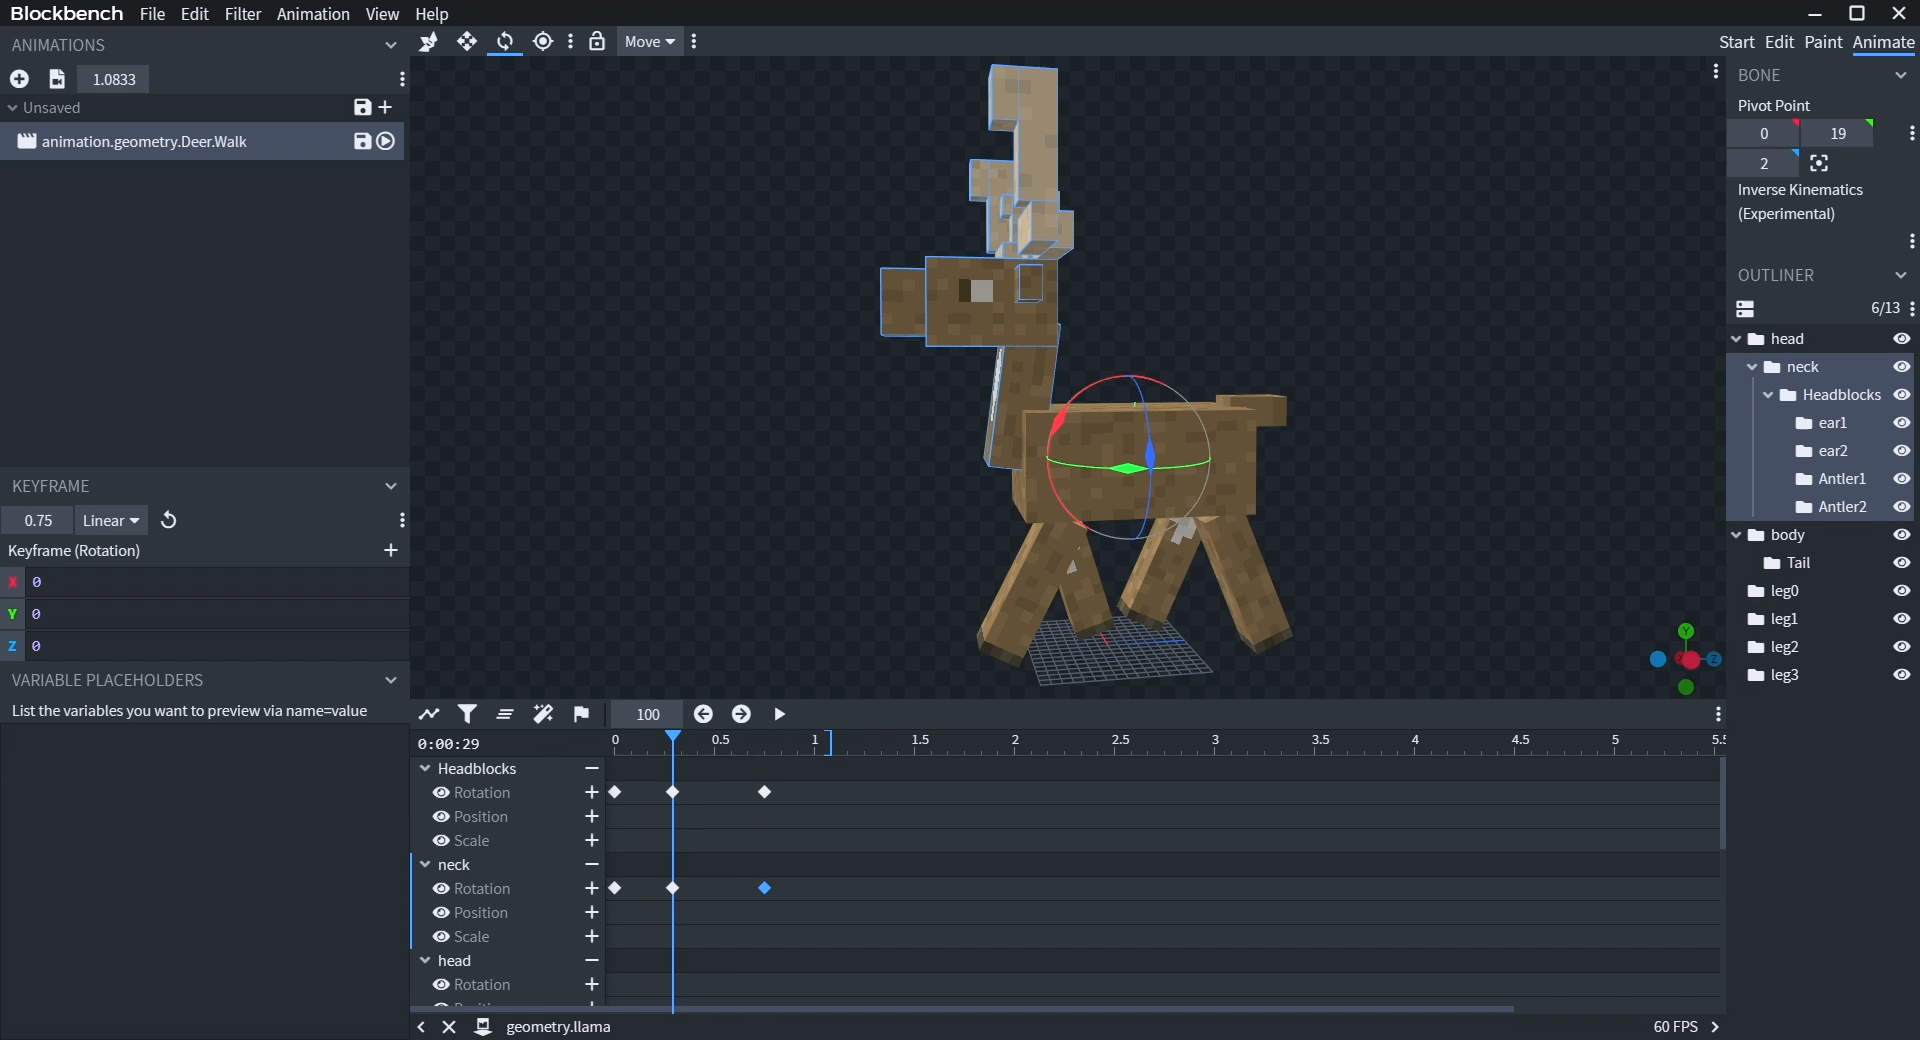 Blockbench File Edit Filter Animation View Help
ANIMATIONS
Move
Start Edit Paint Animate
1.0833
Unsaved
animation.geometry.Deer.Walk
KEYFRAME
0.75 Linear
Keyframe (Rotation)
X 0
Y 0
Z 0
VARIABLE PLACEHOLDERS
List the variables you want to preview via name=value
BONE
Pivot Point
0 19
2
Inverse Kinematics
(Experimental)
OUTLINER
6/13
head
neck
Headblocks
ear1
ear2
Antler1
Antler2
body
Tail
leg0
leg1
leg2
leg3
Y
Z
100
0:00:29 0 0.5 1 1.5 2 2.5 3 3.5 4 4.5 5 5.5
Headblocks
Rotation
Position
Scale
neck
Rotation
Position
Scale
head
Rotation
geometry.llama
60 FPS